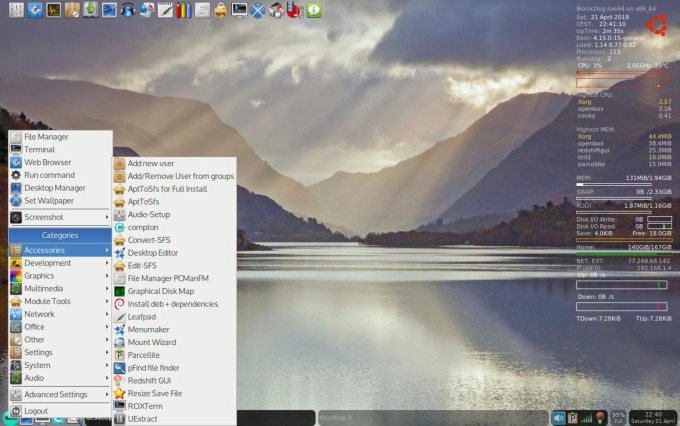 BionicDog live64 on x86_64
Sat, 21 April 2018
CEST, 22:41:10
UpTime: 2m 35s
Kern: 4.15.0-15-generic
Load: 1.14 0.77 0.32
Processes: 113
Running: 2
CPU: 3% 2.05GHz 39°C
Highest CPU:
Xorg 2.57
openbox 2.16
conky 0.41
Highest MEM:
Xorg 44.4MiB
openbox 38.4MiB
redshiftgui 25.3MiB
tint2 16.0MiB
parcellite 15.9MiB
MEM: 131MiB/1.94GiB
SWAP: 0B /2.33GiB
ROOT: 1.87MiB/1.16GiB
Disk I/O Write: 0B
Disk I/O Read: 0B
Save: 4.0KiB Free: 18.0GiB
Home: 140GiB/167GiB
NET: EXT: 77.248.68.142
192.168.1.4
Up: 0B /s
Down: 0B /s
TDown: 7.28KiB TUp: 7.28KiB
File Manager
Terminal
Web Browser
Run command
Desktop Manager
Set Wallpaper
Screenshot
Categories
Accessories
Development
Graphics
Multimedia
Module Tools
Network
Office
Other
Settings
System
Audio
Advanced Settings
Logout
Add new user
Add/Remove User from groups
AptToSfs for Full Install
AptToSfs
Audio-Setup
compton
Convert-SFS
Desktop Editor
Edit-SFS
File Manager PCManFM
Graphical Disk Map
Install deb + dependencies
Leafpad
Menumaker
Mount Wizard
Parcellite
pFind file finder
Redshift GUI
Resize Save File
ROXTerm
UExtract
desktop 2
95%
Full
22:40
Saturday 21 April